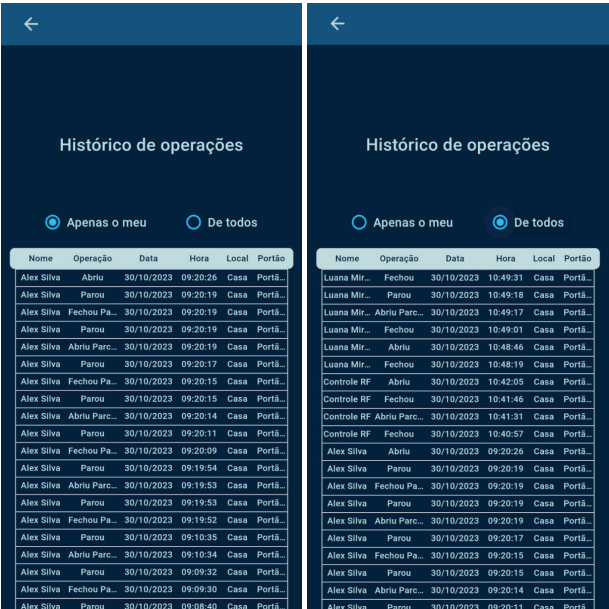 Histórico de operações
Apenas o meu De todos
Nome Operação Data Hora Local Portão
Alex Silva Abriu 30/10/2023 09:20:26 Casa Portã...
Alex Silva Parou 30/10/2023 09:20:19 Casa Portã...
Alex Silva Fechou Pa... 30/10/2023 09:20:19 Casa Portã...
Alex Silva Parou 30/10/2023 09:20:19 Casa Portã...
Alex Silva Abriu Parc... 30/10/2023 09:20:19 Casa Portã...
Alex Silva Parou 30/10/2023 09:20:17 Casa Portã...
Alex Silva Fechou Pa... 30/10/2023 09:20:15 Casa Portã...
Alex Silva Parou 30/10/2023 09:20:15 Casa Portã...
Alex Silva Abriu Parc... 30/10/2023 09:20:14 Casa Portã...
Alex Silva Parou 30/10/2023 09:20:11 Casa Portã...
Alex Silva Fechou Pa... 30/10/2023 09:20:09 Casa Portã...
Alex Silva Parou 30/10/2023 09:19:54 Casa Portã...
Alex Silva Abriu Parc... 30/10/2023 09:19:53 Casa Portã...
Alex Silva Parou 30/10/2023 09:19:53 Casa Portã...
Alex Silva Fechou Pa... 30/10/2023 09:19:52 Casa Portã...
Alex Silva Parou 30/10/2023 09:10:35 Casa Portã...
Alex Silva Abriu Parc... 30/10/2023 09:10:34 Casa Portã...
Alex Silva Parou 30/10/2023 09:09:32 Casa Portã...
Alex Silva Fechou Pa... 30/10/2023 09:09:30 Casa Portã...
Alex Silva Parou 30/10/2023 09:08:40 Casa Portã...
Histórico de operações
Apenas o meu De todos
Nome Operação Data Hora Local Portão
Luana Mir... Fechou 30/10/2023 10:49:31 Casa Portã...
Luana Mir... Parou 30/10/2023 10:49:18 Casa Portã...
Luana Mir... Abriu Parc... 30/10/2023 10:49:17 Casa Portã...
Luana Mir... Fechou 30/10/2023 10:49:01 Casa Portã...
Luana Mir... Abriu 30/10/2023 10:48:46 Casa Portã...
Luana Mir... Fechou 30/10/2023 10:48:19 Casa Portã...
Controle RF Abriu 30/10/2023 10:42:05 Casa Portã...
Controle RF Fechou 30/10/2023 10:41:46 Casa Portã...
Controle RF Abriu Parc... 30/10/2023 10:41:31 Casa Portã...
Controle RF Fechou 30/10/2023 10:40:57 Casa Portã...
Alex Silva Abriu 30/10/2023 09:20:26 Casa Portã...
Alex Silva Parou 30/10/2023 09:20:19 Casa Portã...
Alex Silva Fechou Pa... 30/10/2023 09:20:19 Casa Portã...
Alex Silva Parou 30/10/2023 09:20:19 Casa Portã...
Alex Silva Abriu Parc... 30/10/2023 09:20:19 Casa Portã...
Alex Silva Parou 30/10/2023 09:20:17 Casa Portã...
Alex Silva Fechou Pa... 30/10/2023 09:20:15 Casa Portã...
Alex Silva Parou 30/10/2023 09:20:15 Casa Portã...
Alex Silva Abriu Parc... 30/10/2023 09:20:14 Casa Portã...
Alex Silva Parou 30/10/2023 09:20:11 Casa Portã...